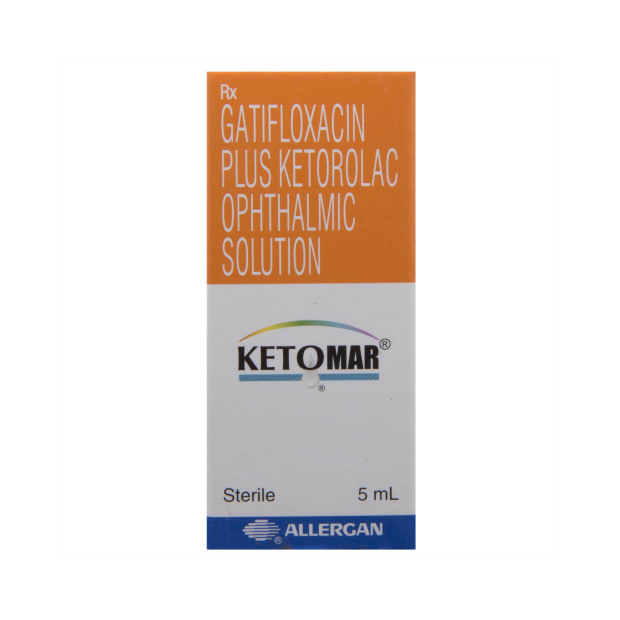 Rx
GATIFLOXACIN
PLUS KETOROLAC
OPHTHALMIC
SOLUTION
KETOMAR®
®
Sterile 5 mL
® ALLERGAN